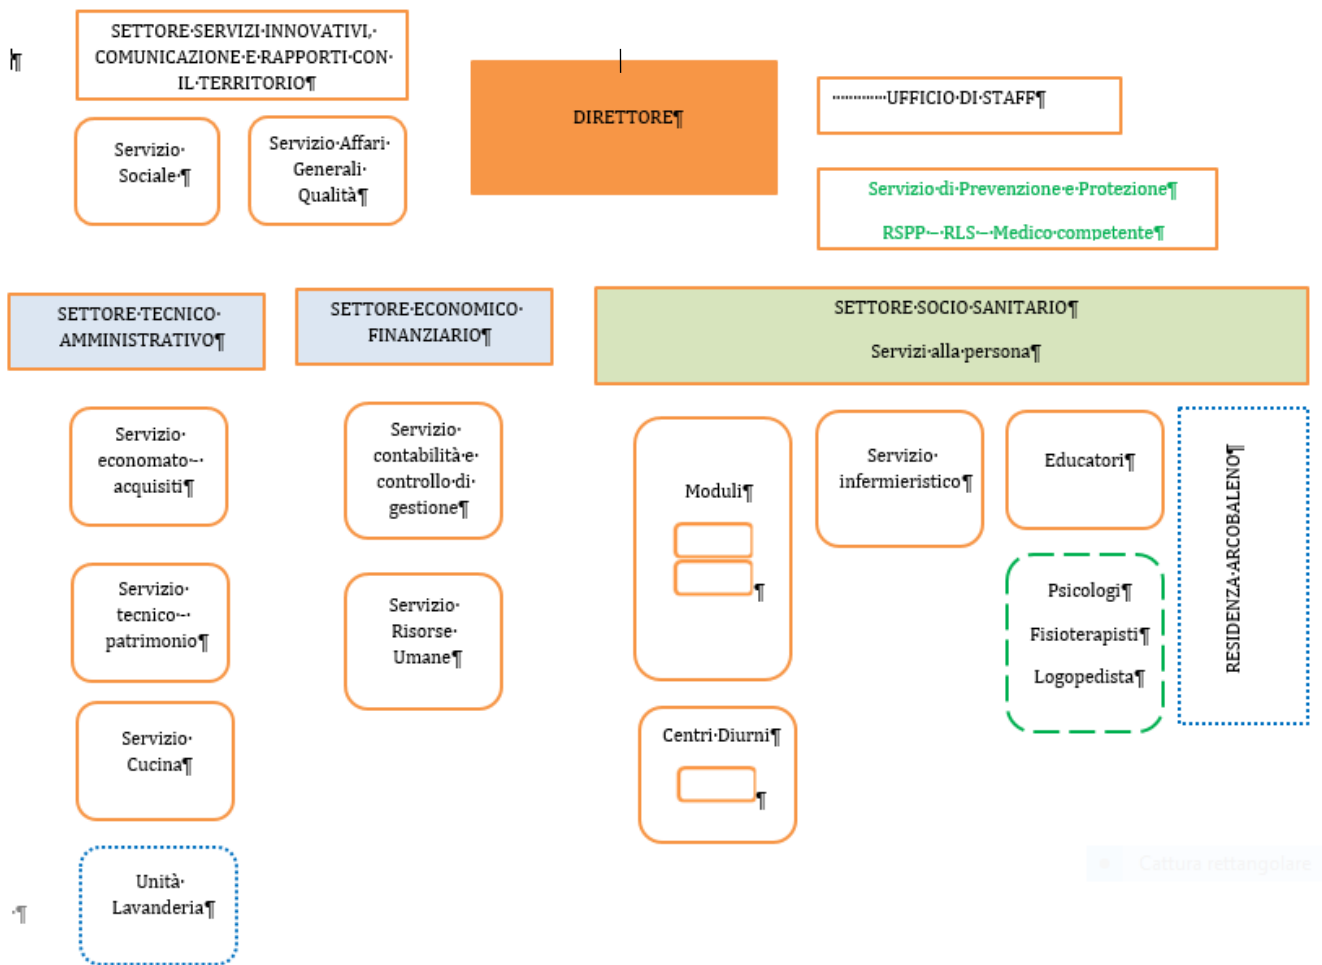 SETTORE SERVIZI INNOVATIVI,
COMUNICAZIONE E RAPPORTI CON
IL TERRITORIO¶
¶
DIRETTORE¶
UFFICIO DI STAFF¶
Servizio
Sociale ¶
Servizio Affari
Generali
Qualità¶
Servizio di Prevenzione e Protezione¶
RSPP – RLS – Medico competente¶
SETTORE TECNICO
AMMINISTRATIVO¶
SETTORE ECONOMICO
FINANZIARIO¶
SETTORE SOCIO SANITARIO¶
Servizi alla persona¶
Servizio
economato –
acquisiti¶
Servizio
contabilità e
controllo di
gestione¶
Moduli¶
¶
Servizio
infermieristico¶
Educatori¶
RESIDENZA ARCOBALENO¶
Servizio
tecnico –
patrimonio¶
Servizio
Risorse
Umane¶
Psicologi¶
Fisioterapisti¶
Logopedista¶
Servizio
Cucina¶
Centri Diurni¶
¶
Unità
Lavanderia¶
¶
Cattura rettangolare